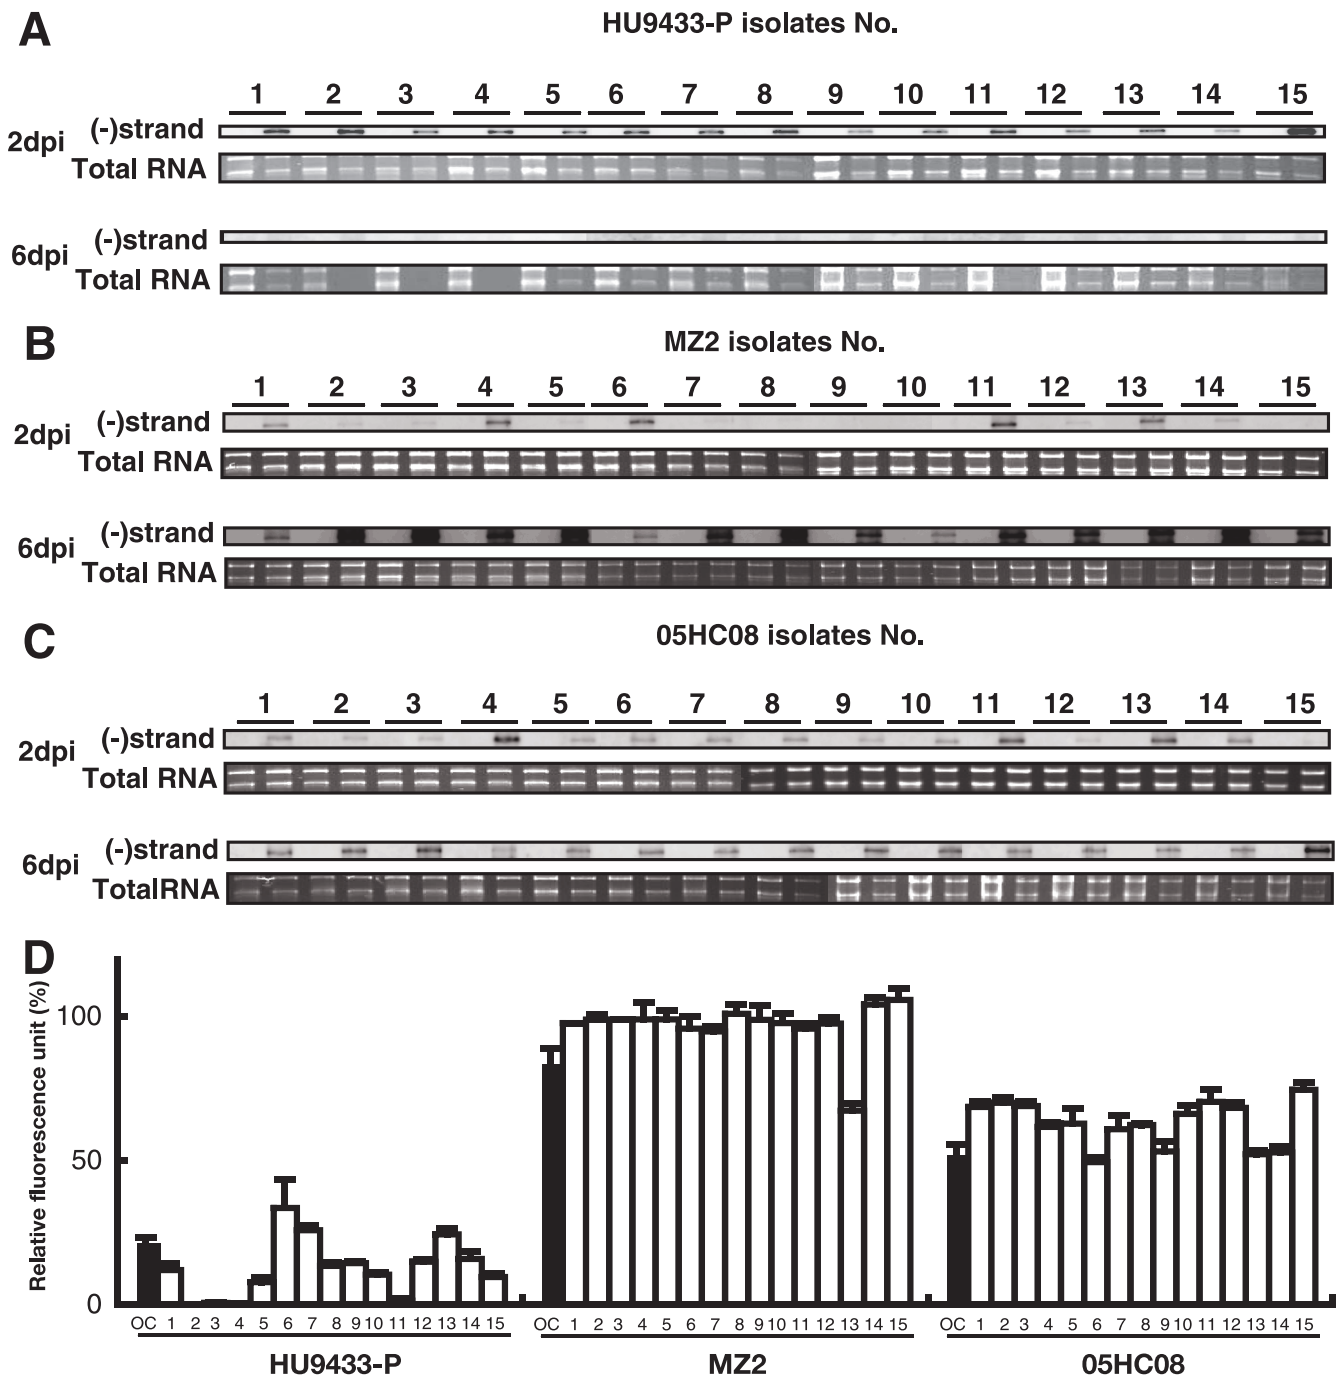 A
HU9433-P isolates No.
1 2 3 4 5 6 7 8 9 10 11 12 13 14 15
2dpi
(-)strand
Total RNA
6dpi
(-)strand
Total RNA
B
MZ2 isolates No.
1 2 3 4 5 6 7 8 9 10 11 12 13 14 15
2dpi
(-)strand
Total RNA
6dpi
(-)strand
Total RNA
C
05HC08 isolates No.
1 2 3 4 5 6 7 8 9 10 11 12 13 14 15
2dpi
(-)strand
Total RNA
6dpi
(-)strand
TotalRNA
D
Relative fluorescence unit (%)
100
50
0
OC 1 2 3 4 5 6 7 8 9 10 11 12 13 14 15
OC 1 2 3 4 5 6 7 8 9 10 11 12 13 14 15
OC 1 2 3 4 5 6 7 8 9 10 11 12 13 14 15
HU9433-P
MZ2
05HC08